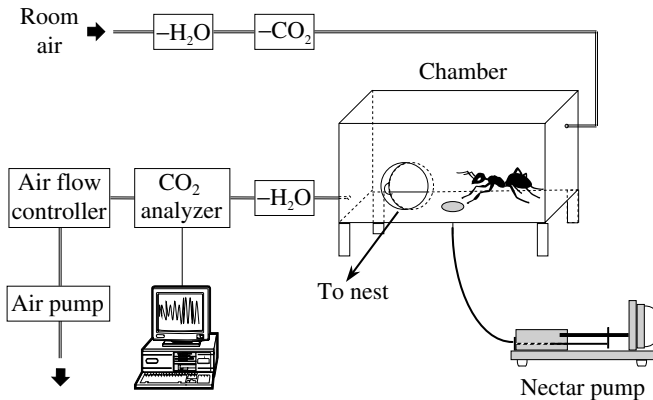 Room
air
–H₂O
–CO₂
Chamber
Air flow
controller
CO₂
analyzer
–H₂O
To nest
Air pump
Nectar pump